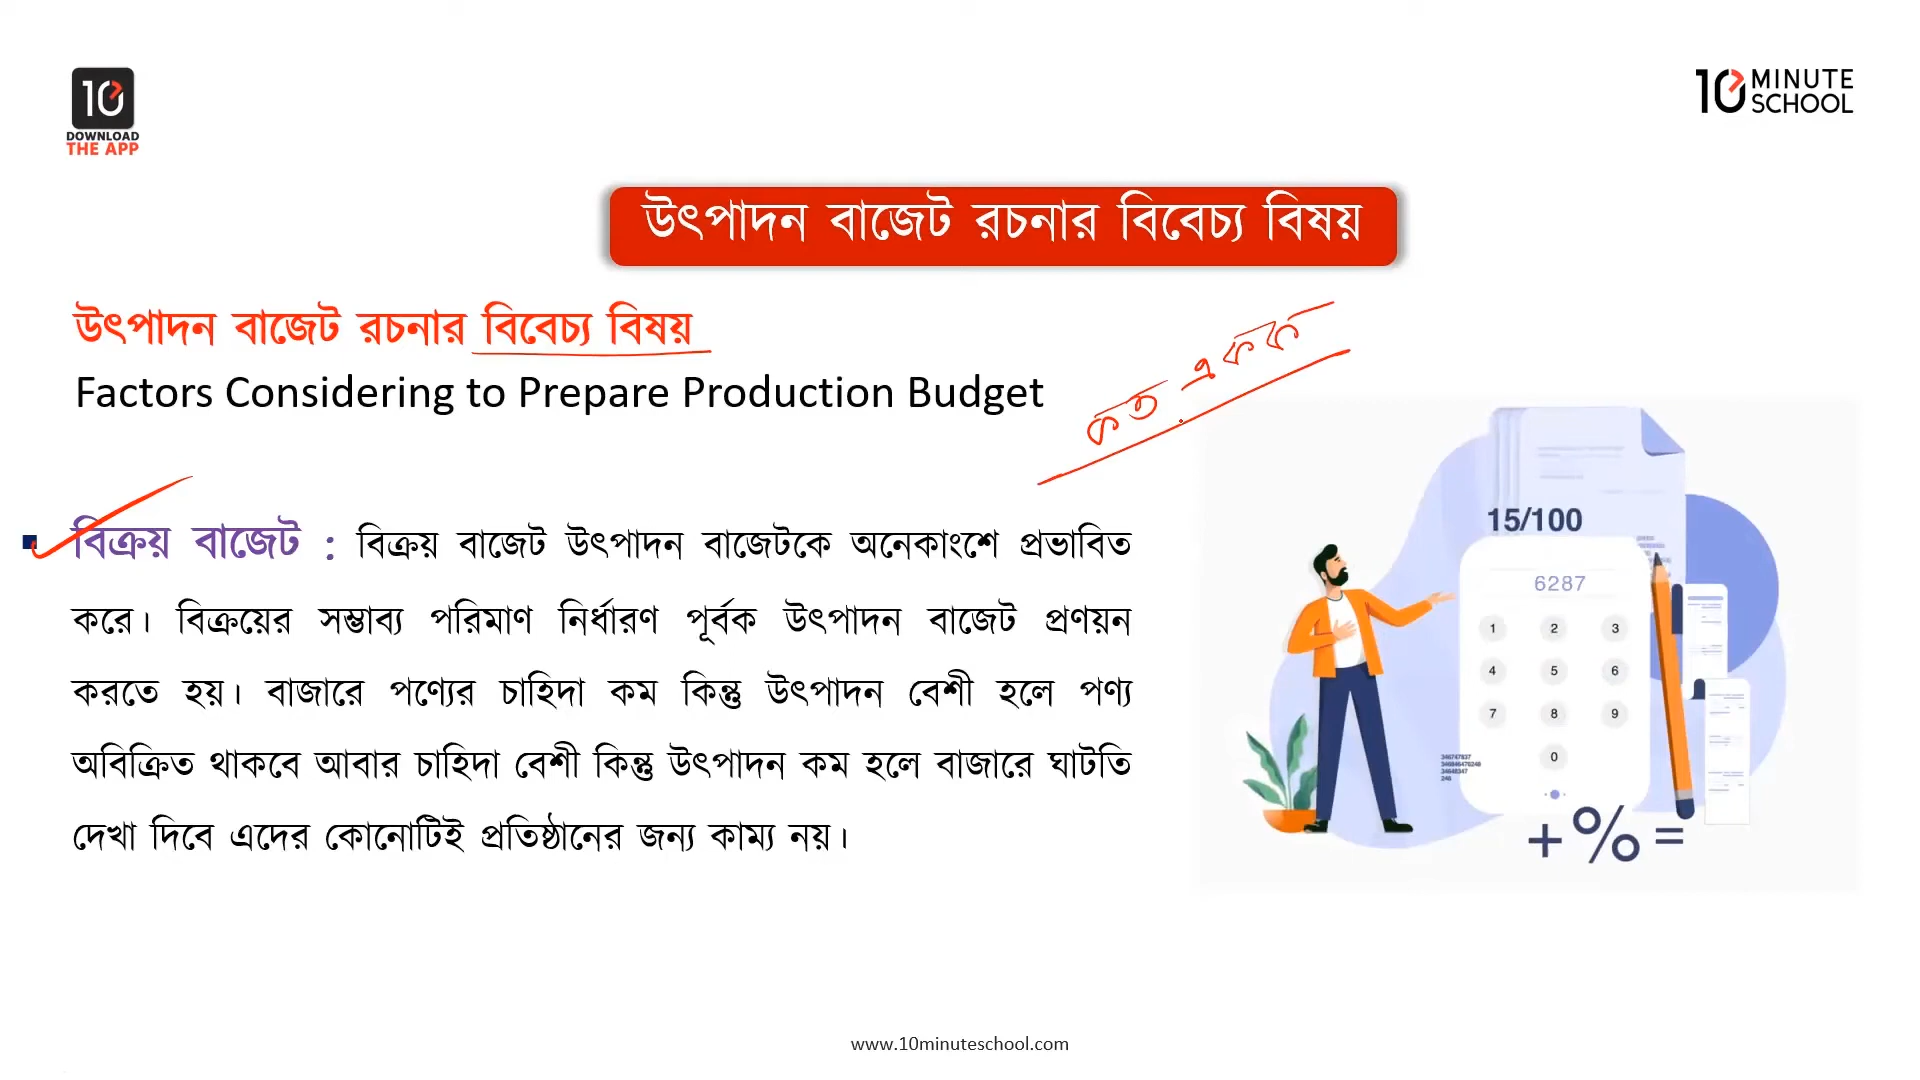 10
DOWNLOAD
THE APP
10 MINUTE
SCHOOL
উৎপাদন বাজেট রচনার বিবেচ্য বিষয়
উৎপাদন বাজেট রচনার বিবেচ্য বিষয়
Factors Considering to Prepare Production Budget
কত একক
বিক্রয় বাজেট : বিক্রয় বাজেট উৎপাদন বাজেটকে অনেকাংশে প্রভাবিত
করে। বিক্রয়ের সম্ভাব্য পরিমাণ নির্ধারণ পূর্বক উৎপাদন বাজেট প্রণয়ন
করতে হয়। বাজারে পণ্যের চাহিদা কম কিন্তু উৎপাদন বেশী হলে পণ্য
অবিক্রিত থাকবে আবার চাহিদা বেশী কিন্তু উৎপাদন কম হলে বাজারে ঘাটতি
দেখা দিবে এদের কোনোটিই প্রতিষ্ঠানের জন্য কাম্য নয়।
15/100
6287
1 2 3
4 5 6
7 8 9
0
+%=
www.10minuteschool.com